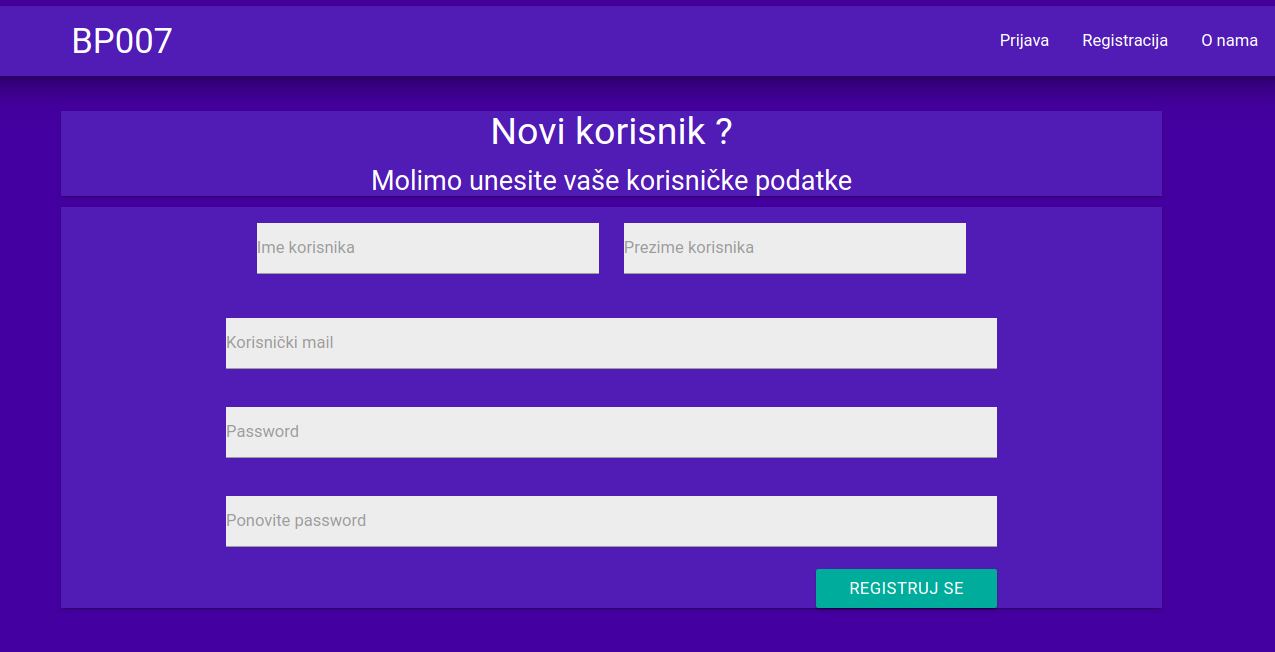 BP007
Prijava Registracija O nama
Novi korisnik ?
Molimo unesite vaše korisničke podatke
Ime korisnika Prezime korisnika
Korisnički mail
Password
Ponovite password
REGISTRUJ SE